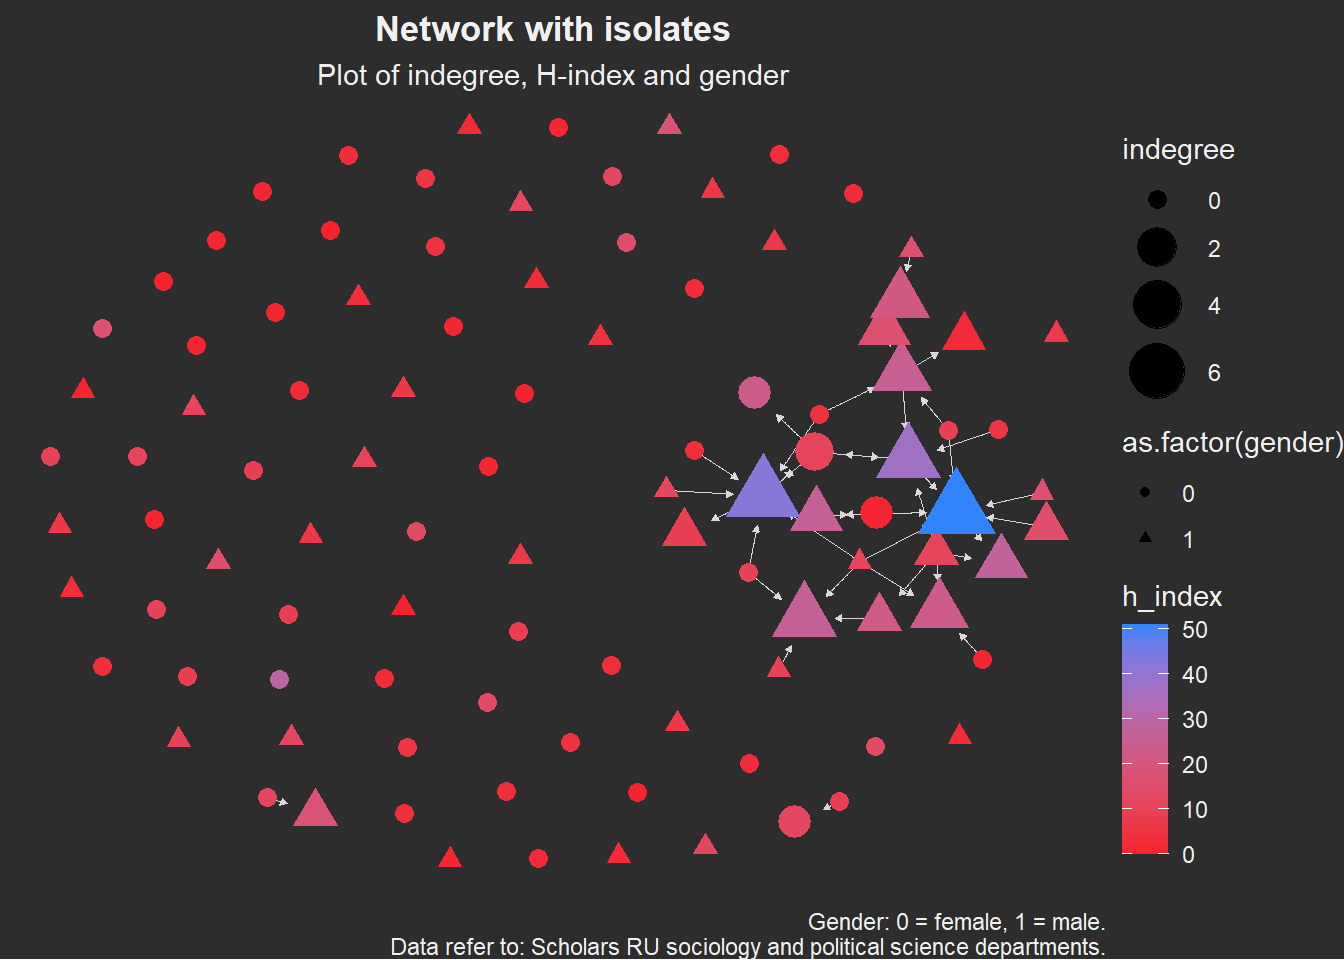 Network with isolates
Plot of indegree, H-index and gender
indegree
0
2
4
6
as.factor(gender)
0
1
h_index
50
40
30
20
10
0
Gender: 0 = female, 1 = male.
Data refer to: Scholars RU sociology and political science departments.